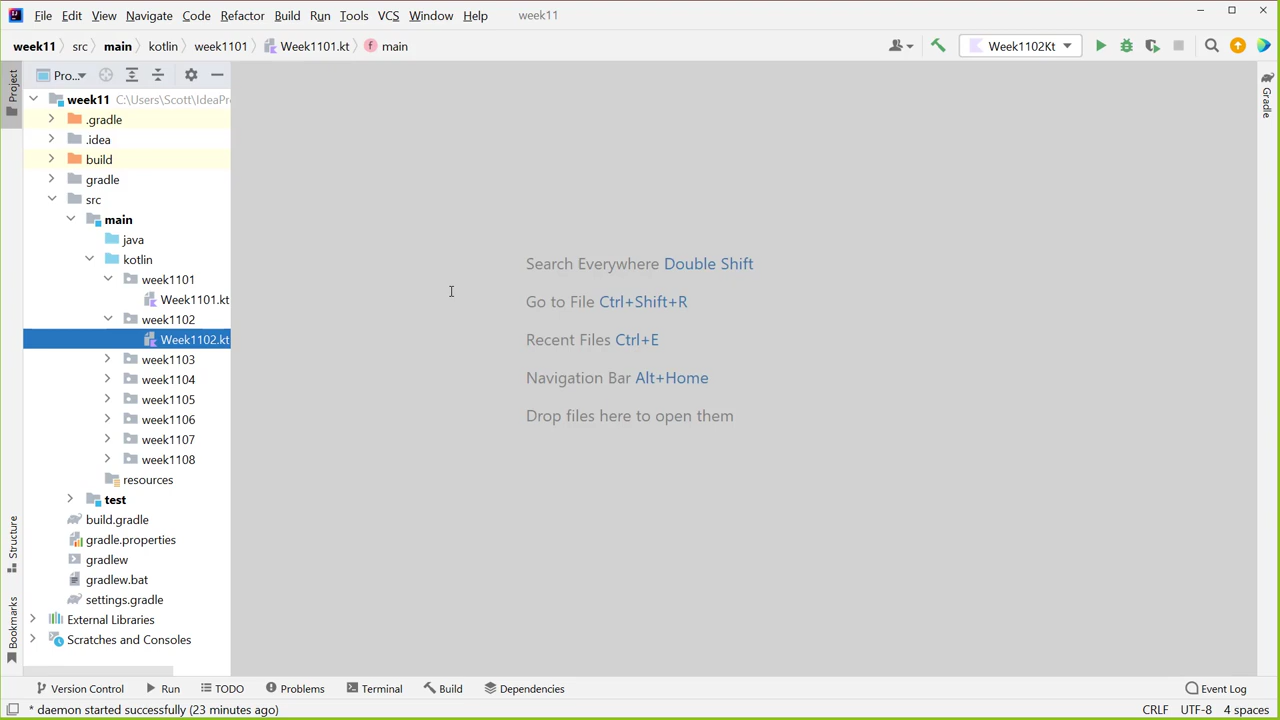 File Edit View Navigate Code Refactor Build Run Tools VCS Window Help week11
week11 src main kotlin week1101 Week1101.kt main Week1102Kt
Project
Pro...
week11 C:\Users\Scott\IdeaPr
.gradle
.idea
build
gradle
src
main
java
kotlin
week1101
Week1101.kt
week1102
Week1102.kt
week1103
week1104
week1105
week1106
week1107
week1108
resources
test
build.gradle
gradle.properties
gradlew
gradlew.bat
settings.gradle
External Libraries
Scratches and Consoles
Structure
Bookmarks
Search Everywhere Double Shift
Go to File Ctrl+Shift+R
Recent Files Ctrl+E
Navigation Bar Alt+Home
Drop files here to open them
Gradle
Version Control Run TODO Problems Terminal Build Dependencies Event Log
* daemon started successfully (23 minutes ago) CRLF UTF-8 4 spaces